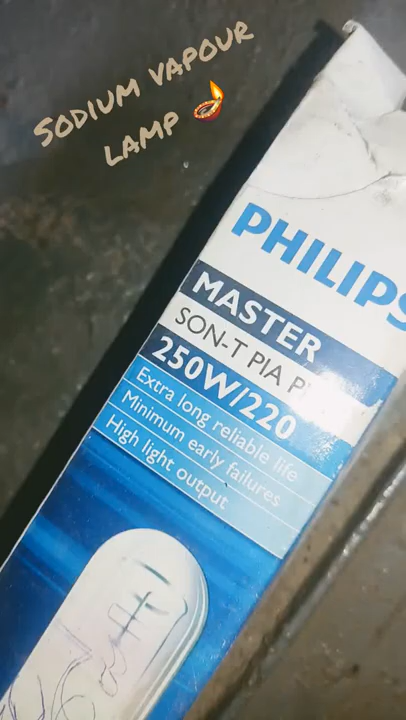 SODIUM VAPOUR
LAMP 🪔
PHILIPS
MASTER
SON-T PIA
250W/220
Extra long reliable life
Minimum early failures
High light output